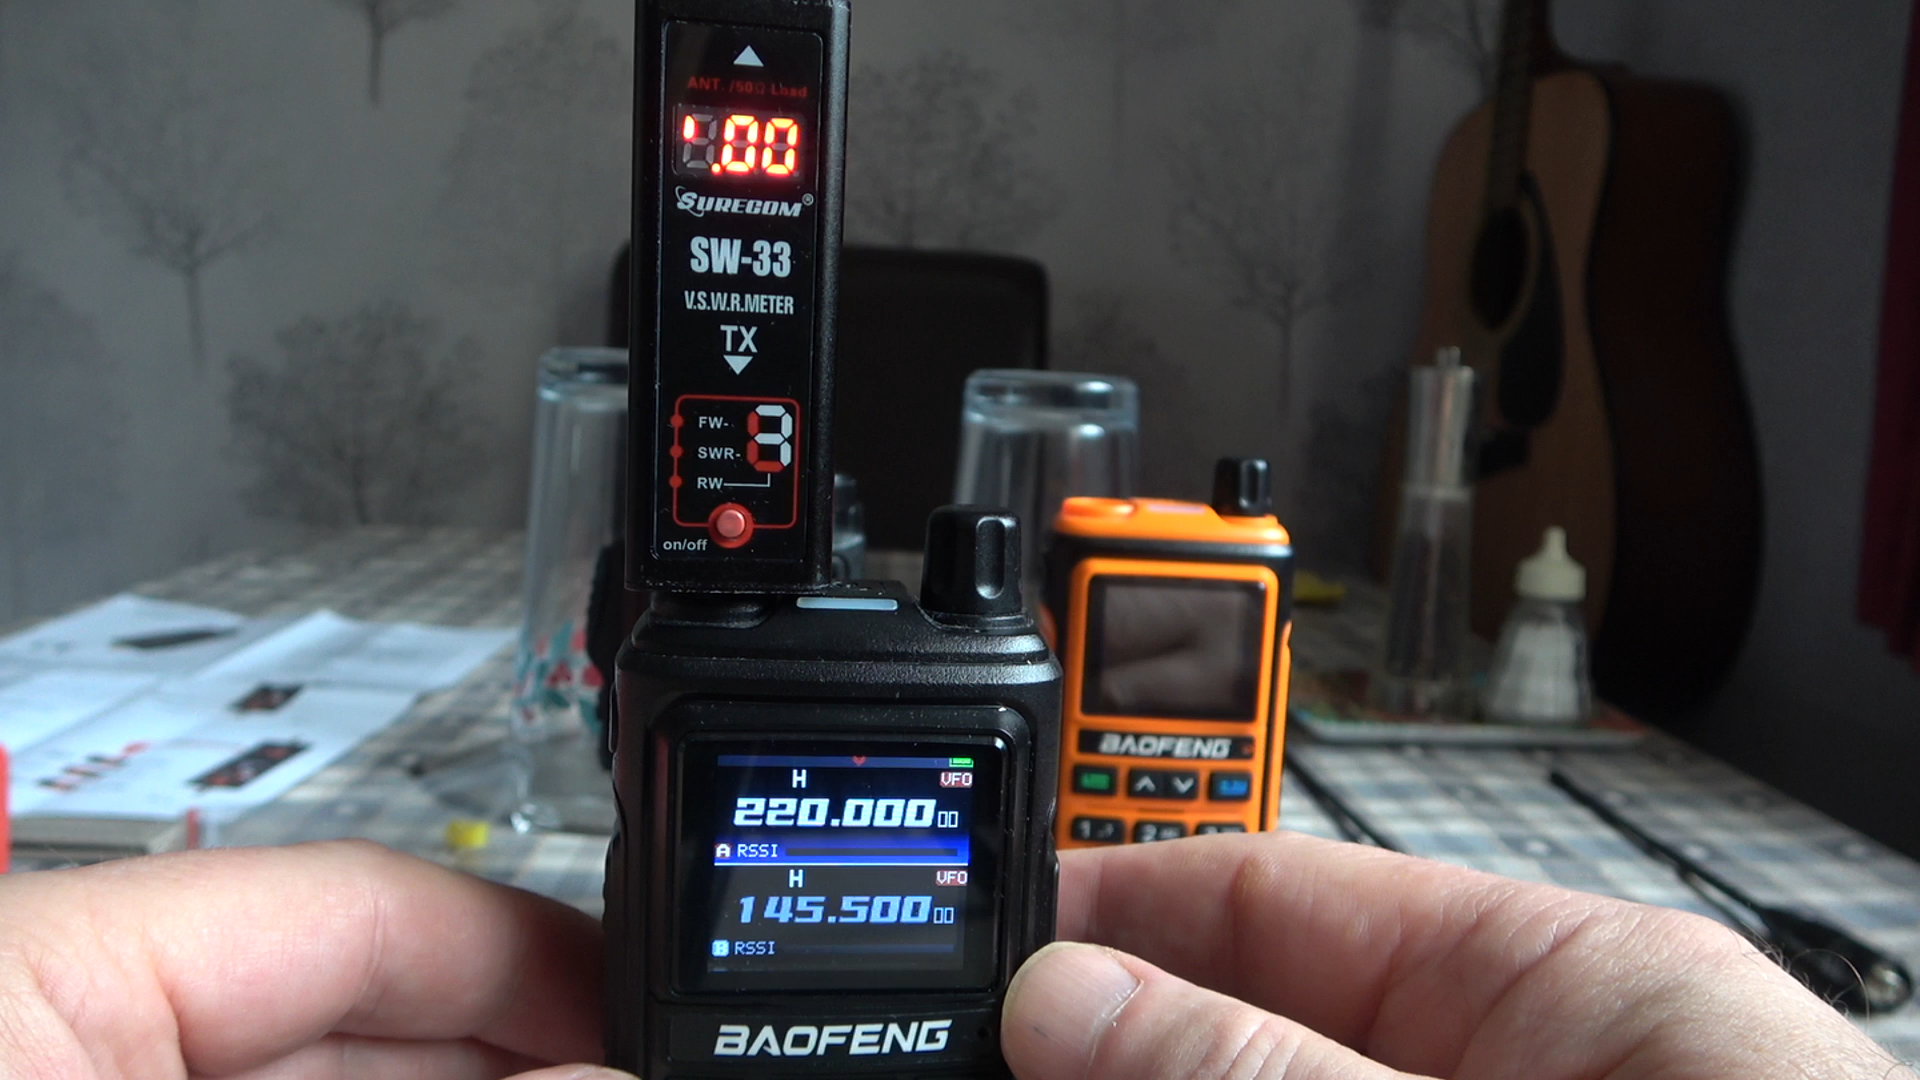 ANT. /50Ω Load
.00
SURECOM®
SW-33
V.S.W.R.METER
TX
FW-
SWR-
RW
on/off
H
VFO
220.00000
A RSSI
H
VFO
145.50000
B RSSI
BAOFENG
BAOFENG
1
2